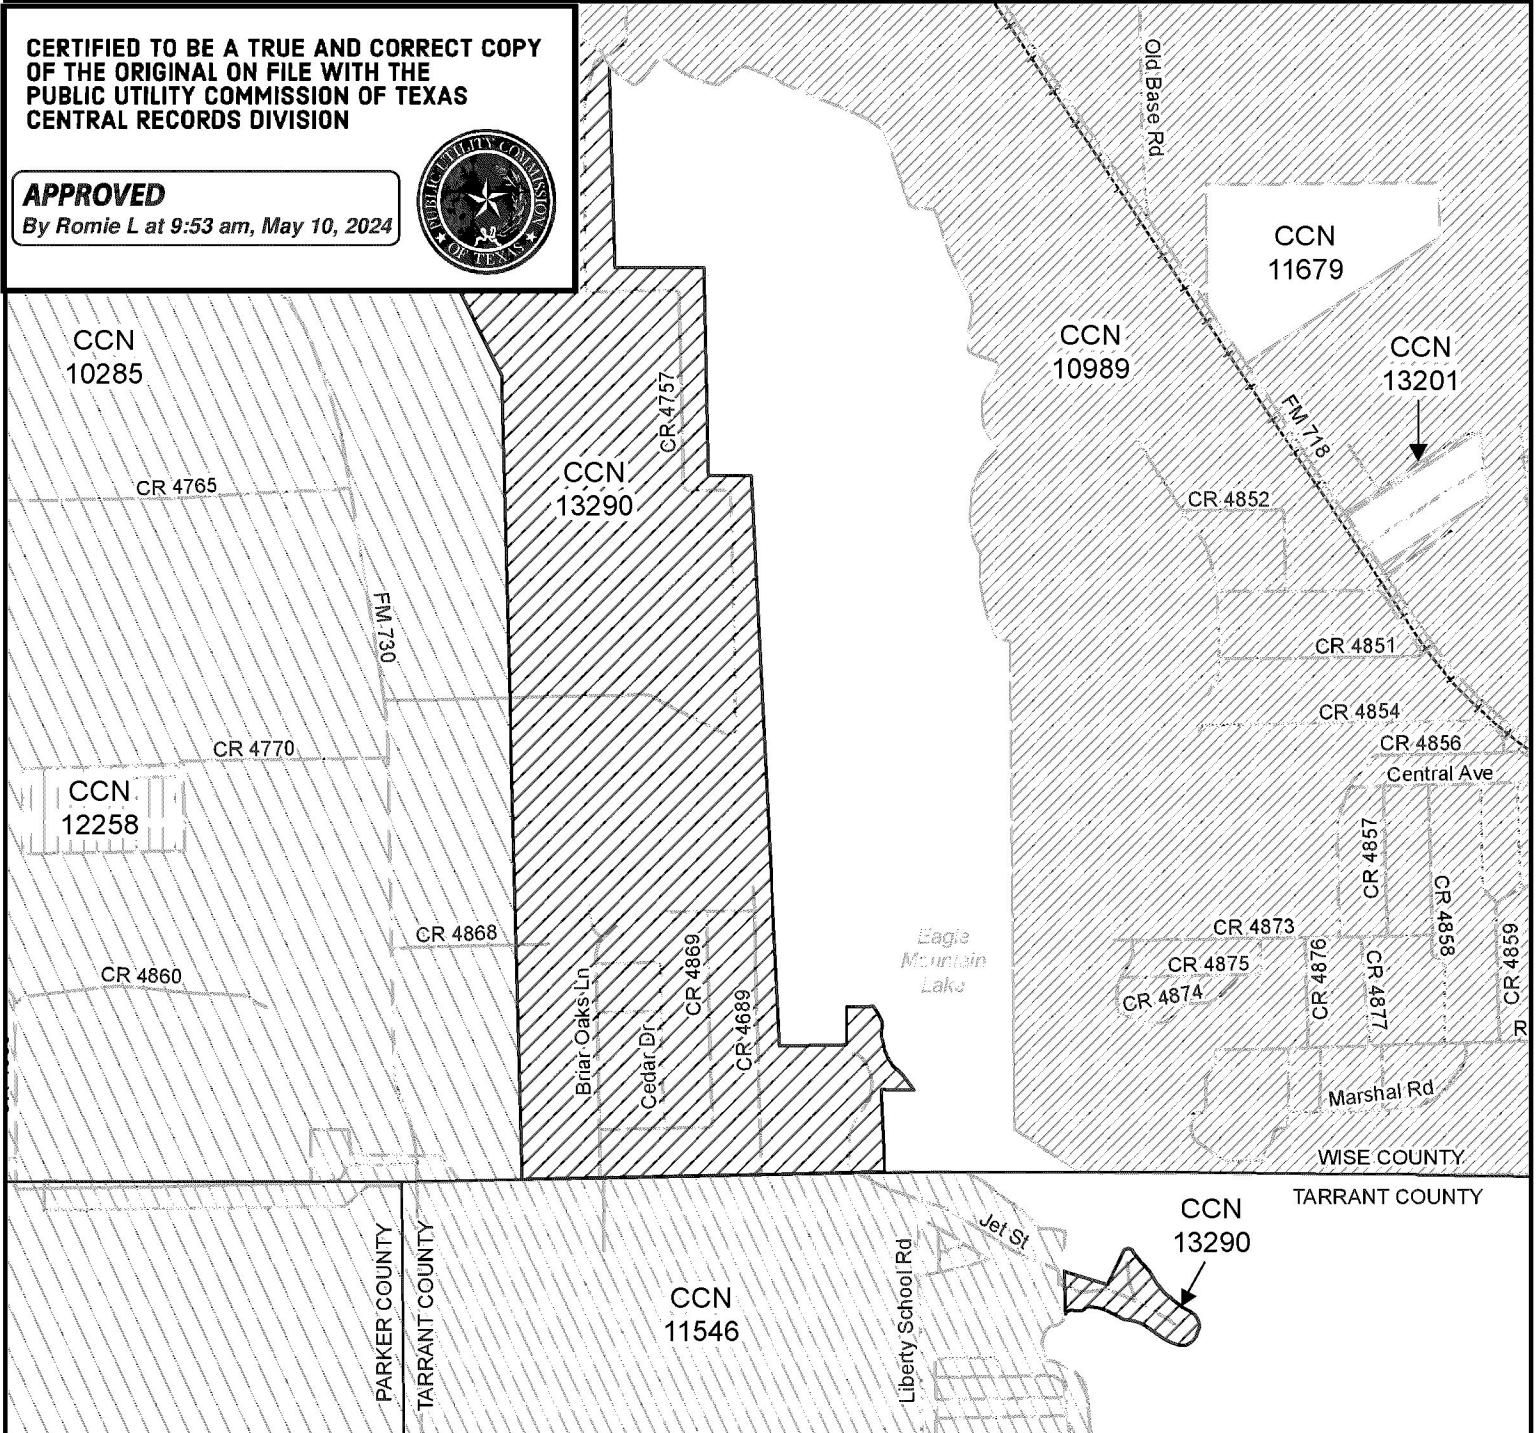 CERTIFIED TO BE A TRUE AND CORRECT COPY
OF THE ORIGINAL ON FILE WITH THE
PUBLIC UTILITY COMMISSION OF TEXAS
CENTRAL RECORDS DIVISION
APPROVED
By Romie L at 9:53 am, May 10, 2024
PUBLIC UTILITY COMMISSION
OF TEXAS
Old Base Rd
CCN
11679
CCN
10285
CCN
10989
CCN
13201
FM 718
CR 4757
CCN
13290
CR 4765
CR 4852
FM 730
CR 4851
CR 4854
CR 4856
Central Ave
CR 4770
CCN
12258
CR 4857
CR 4858
CR 4859
CR 4868
CR 4860
Briar Oaks Ln
Cedar Dr
CR 4869
CR 4689
Eagle
Mountain
Lake
CR 4873
CR 4875
CR 4874
CR 4876
CR 4877
R
Marshal Rd
WISE COUNTY
TARRANT COUNTY
CCN
13290
Jet St
PARKER COUNTY
TARRANT COUNTY
CCN
11546
Liberty School Rd